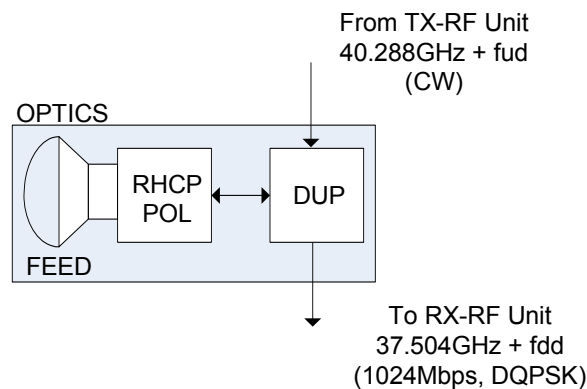 From TX-RF Unit
40.288GHz + fud
(CW)
OPTICS
RHCP
POL
DUP
FEED
To RX-RF Unit
37.504GHz + fdd
(1024Mbps, DQPSK)